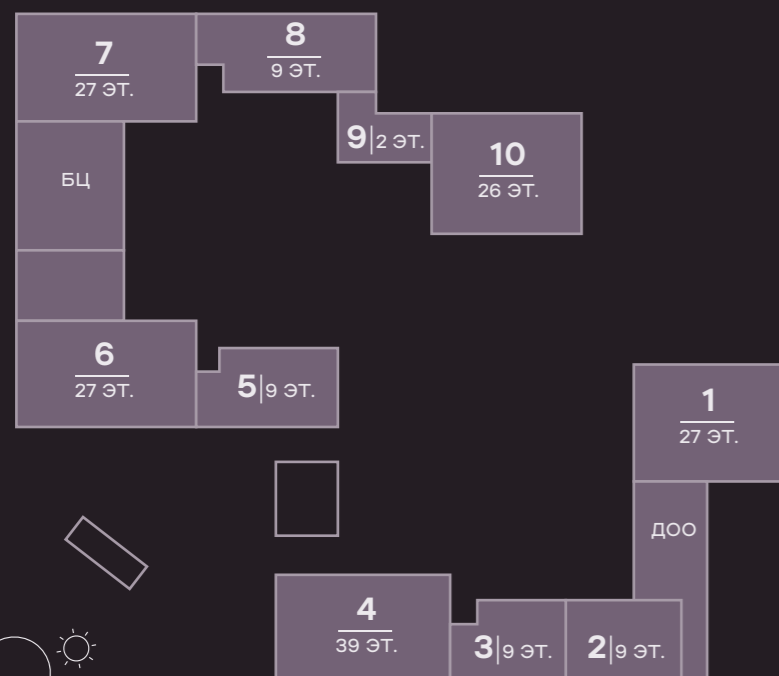 7
27 ЭТ.
8
9 ЭТ.
9|2 ЭТ.
10
26 ЭТ.
БЦ
6
27 ЭТ.
5|9 ЭТ.
1
27 ЭТ.
ДОО
4
39 ЭТ.
3|9 ЭТ.
2|9 ЭТ.